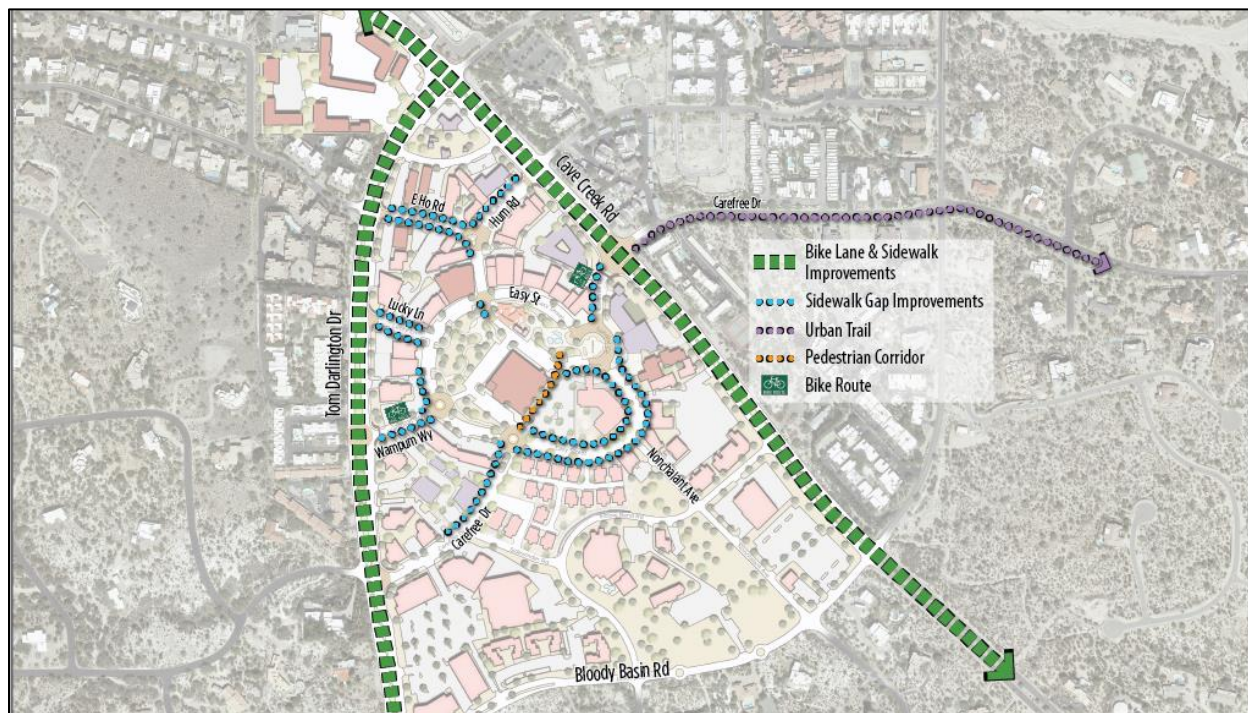 Cave Creek Rd
E Ho Rd
Hum Rd
Carefree Dr
Bike Lane & Sidewalk
Improvements
Sidewalk Gap Improvements
Urban Trail
Pedestrian Corridor
Bike Route
Easy St
Lucky Ln
Tom Darlington Dr
Wampum Wy
Nonchalant Ave
Carefree Dr
Bloody Basin Rd